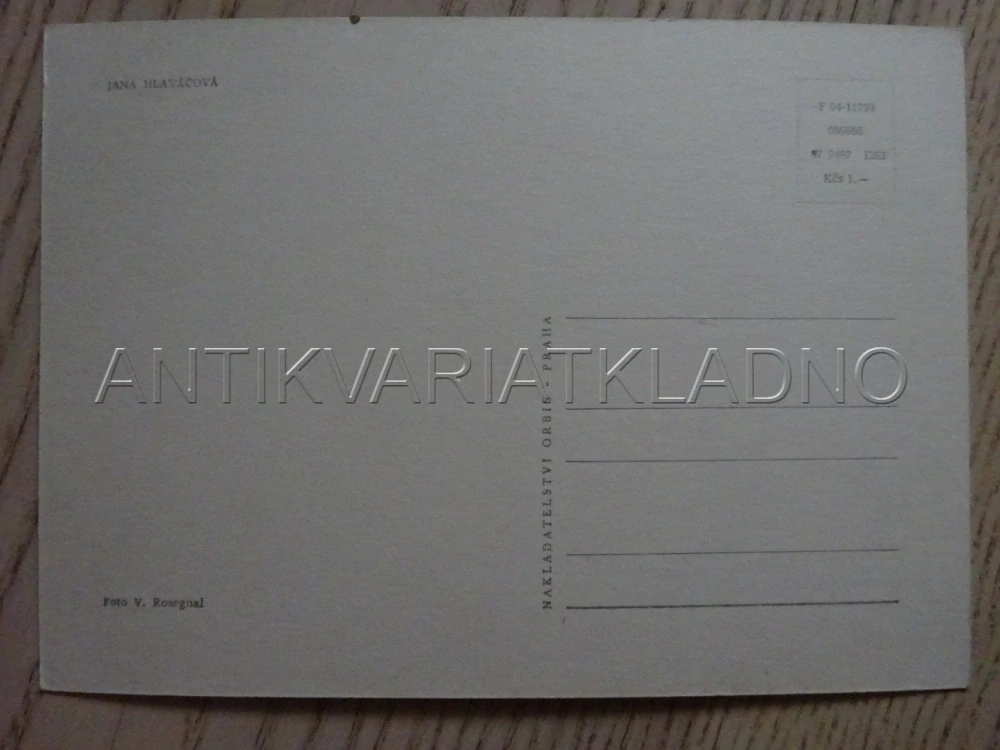 JANA HLAVÁČOVÁ
F 04-11799
Kčs 1.—
ANTIKVARIATKLADNO
NAKLADATELSTVÍ ORBIS - PRAHA
Foto V. Rosegnal